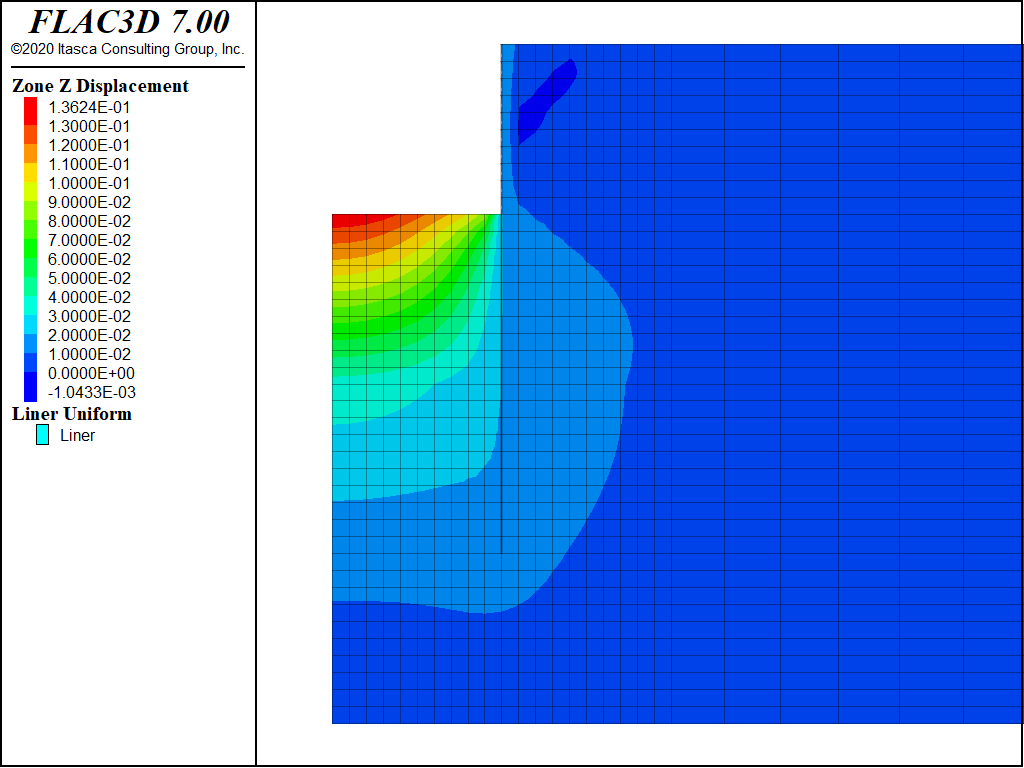 FLAC3D 7.00
©2020 Itasca Consulting Group, Inc.
Zone Z Displacement
1.3624E-01
1.3000E-01
1.2000E-01
1.1000E-01
1.0000E-01
9.0000E-02
8.0000E-02
7.0000E-02
6.0000E-02
5.0000E-02
4.0000E-02
3.0000E-02
2.0000E-02
1.0000E-02
0.0000E+00
-1.0433E-03
Liner Uniform
Liner